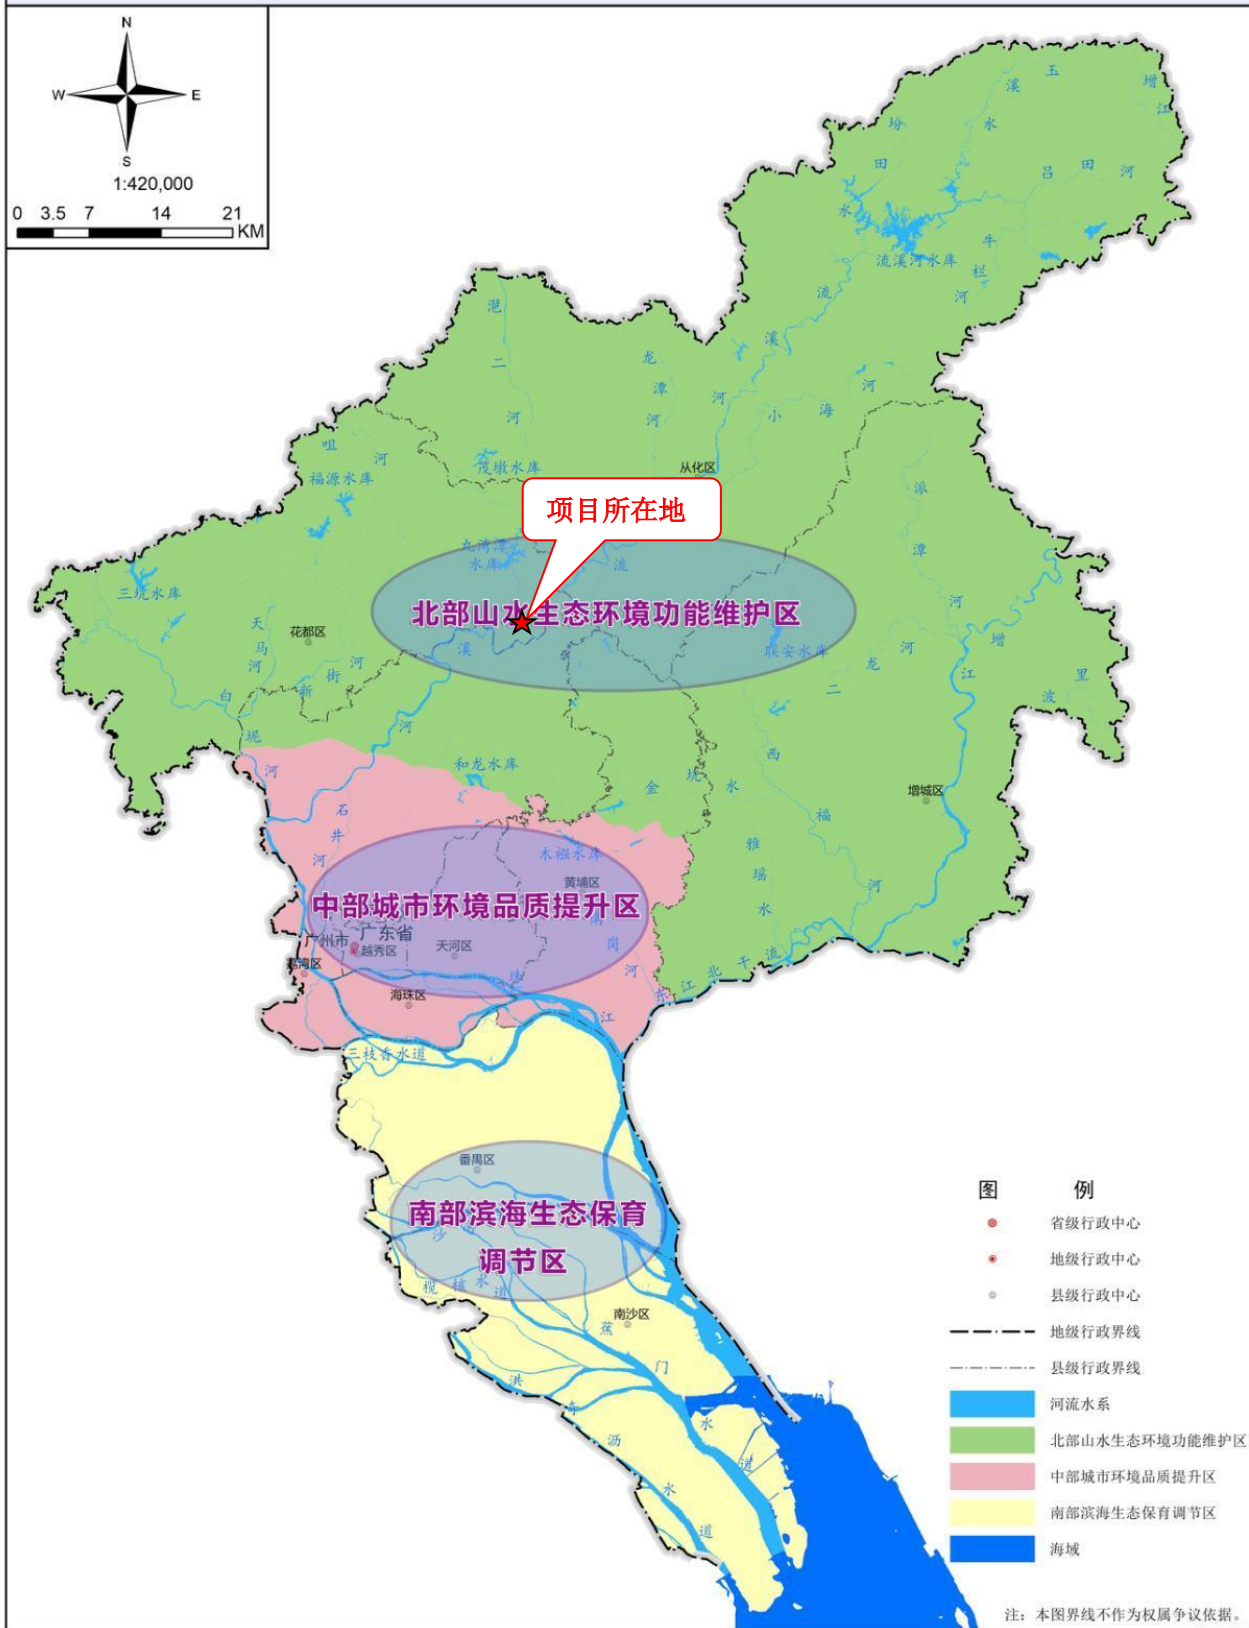 N
W
E
S
1:420,000
0 3.5 7 14 21
KM
玉溪水
增江
坋田水
吕田河
流溪河水库
牛栏河
流溪河
漤二河
龙潭河
小海河
咀河
茂墩水库
从化区
福源水库
派潭河
项目所在地
九湾潭
水库
流
三坑水库
北部山水生态环境功能维护区
花都区
天马河
溪
联安水库
二龙河
增江
里波
新街河
白坭河
河
西福河
和龙水库
金坑水
增城区
石井河
雅瑶水
木强水库
黄埔区
中部城市环境品质提升区
南岗河
广东省
广州市
越秀区
天河区
荔湾区
东江北干流
海珠区
珠江
三枝香水道
番禺区
南部滨海生态保育
调节区
沙
榄核水道
南沙区
蕉门水道
洪奇沥水道
图 例
省级行政中心
地级行政中心
县级行政中心
地级行政界线
县级行政界线
河流水系
北部山水生态环境功能维护区
中部城市环境品质提升区
南部滨海生态保育调节区
海域
注：本图界线不作为权属争议依据。